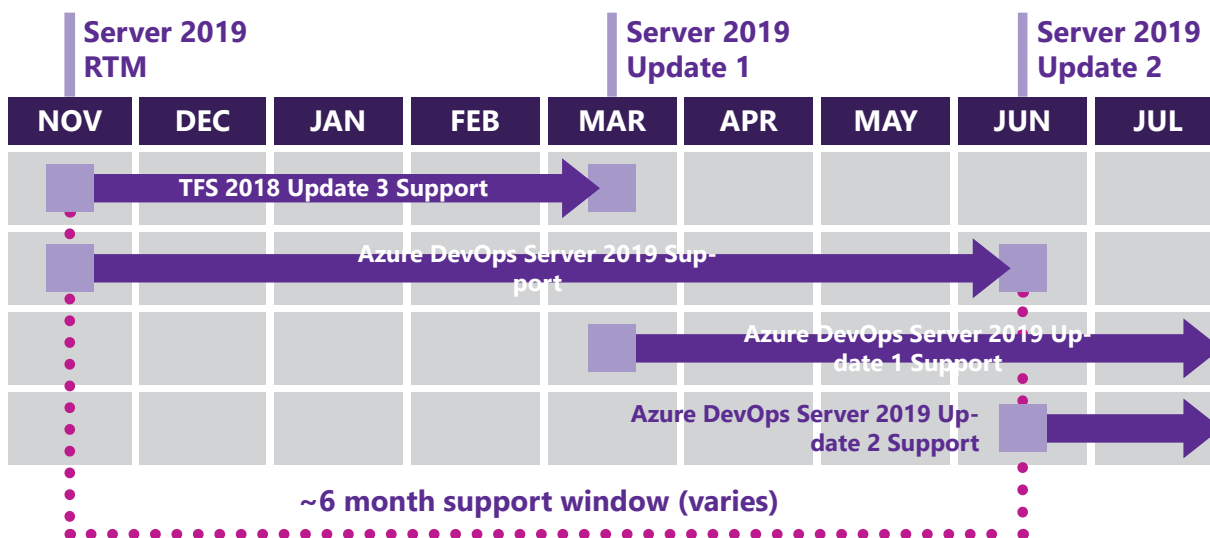 Server 2019
RTM
Server 2019
Update 1
Server 2019
Update 2
NOV DEC JAN FEB MAR APR MAY JUN JUL
TFS 2018 Update 3 Support
Azure DevOps Server 2019 Sup-
port
Azure DevOps Server 2019 Up-
date 1 Support
Azure DevOps Server 2019 Up-
date 2 Support
~6 month support window (varies)